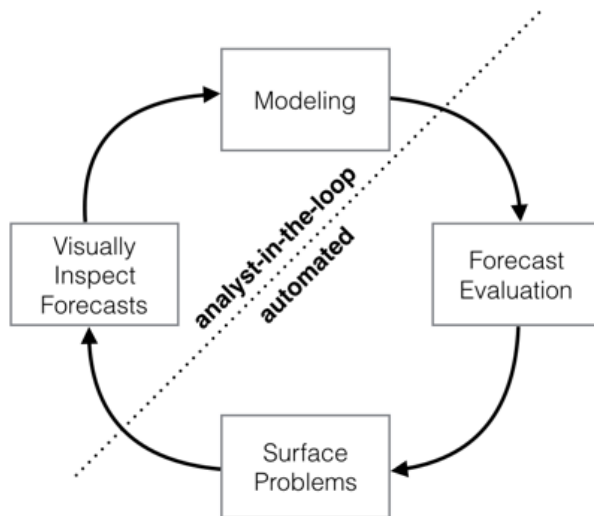 Modeling
analyst-in-the-loop
automated
Visually
Inspect
Forecasts
Forecast
Evaluation
Surface
Problems